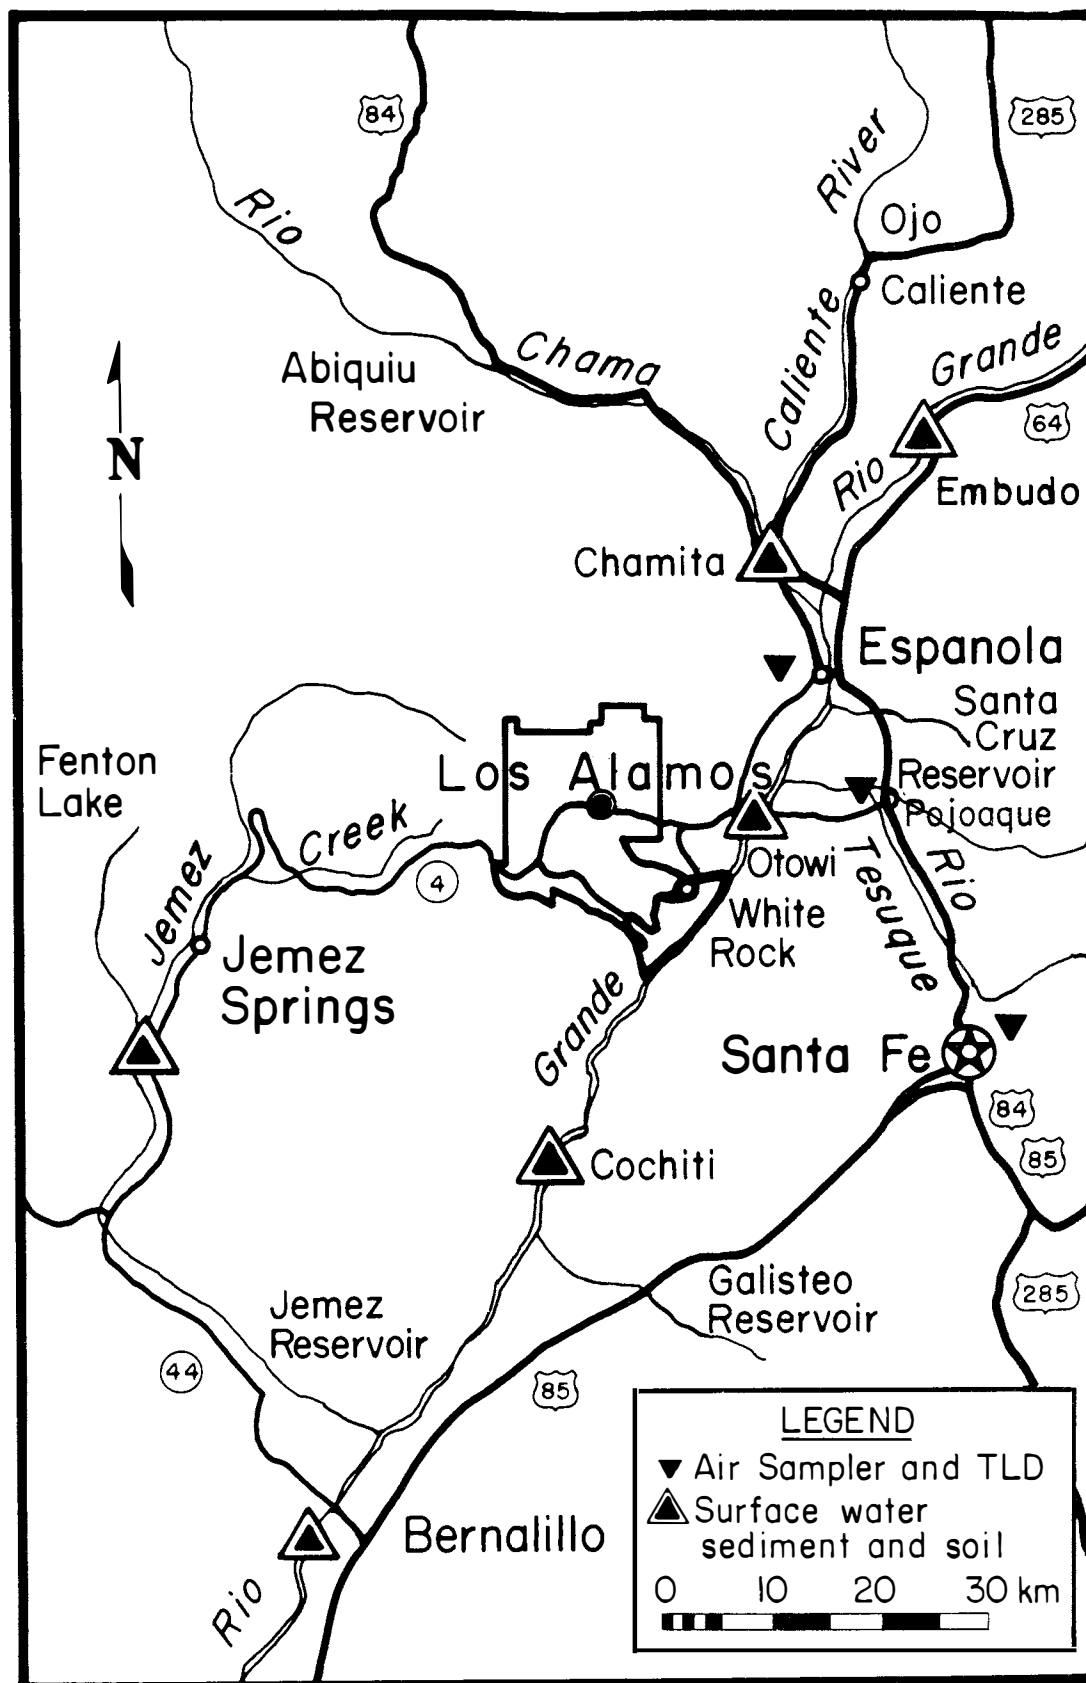 84
285
River
Rio
Ojo
Caliente
Caliente
Grande
Chama
Abiquiu
Reservoir
64
N
Rio
Embudo
Chamita
Espanola
Santa
Cruz
Reservoir
Fenton
Lake
Los Alamos
Pojoaque
Creek
Jemez
4
Otowi
Tesuque
Rio
White
Rock
Jemez
Springs
Grande
Santa Fe
84
85
Cochiti
Galisteo
Reservoir
285
Jemez
Reservoir
44
85
LEGEND
Air Sampler and TLD
Surface water
sediment and soil
0 10 20 30 km
Bernalillo
Rio